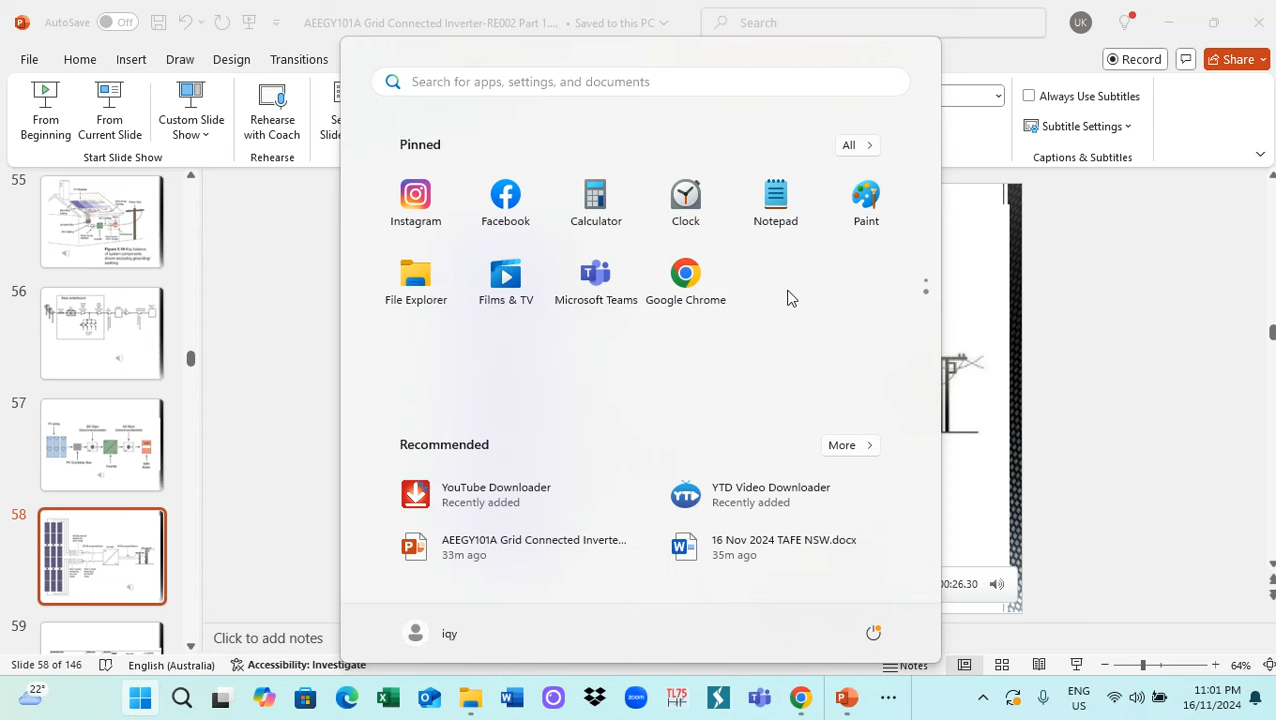 AutoSave Off
AEEGY101A Grid Connected Inverter-RE002 Part 1.... • Saved to this PC
Search
UK
File Home Insert Draw Design Transitions
Record
Share
From Beginning
From Current Slide
Custom Slide Show
Rehearse with Coach
Start Slide Show
Rehearse
Always Use Subtitles
Subtitle Settings
Captions & Subtitles
Search for apps, settings, and documents
Pinned
All
Instagram
Facebook
Calculator
Clock
Notepad
Paint
File Explorer
Films & TV
Microsoft Teams
Google Chrome
Recommended
More
YouTube Downloader
Recently added
YTD Video Downloader
Recently added
AEEGY101A Grid Connected Inverte...
33m ago
16 Nov 2024 TAFE NSW.docx
35m ago
iqy
55
56
57
58
59
00:26.30
Click to add notes
Slide 58 of 146
English (Australia)
Accessibility: Investigate
Notes
64%
22°
zoom
TL75
ENG
US
11:01 PM
16/11/2024